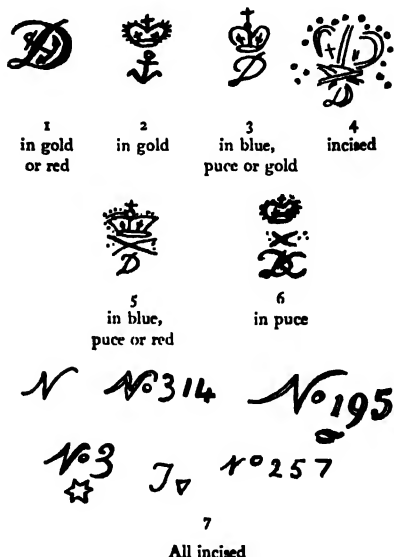 1 2 3 4
in gold in gold in blue, incised
or red puce or gold
D D
5 6
in blue, in puce
puce or red
N No314 No195
No3 J No257
7
All incised